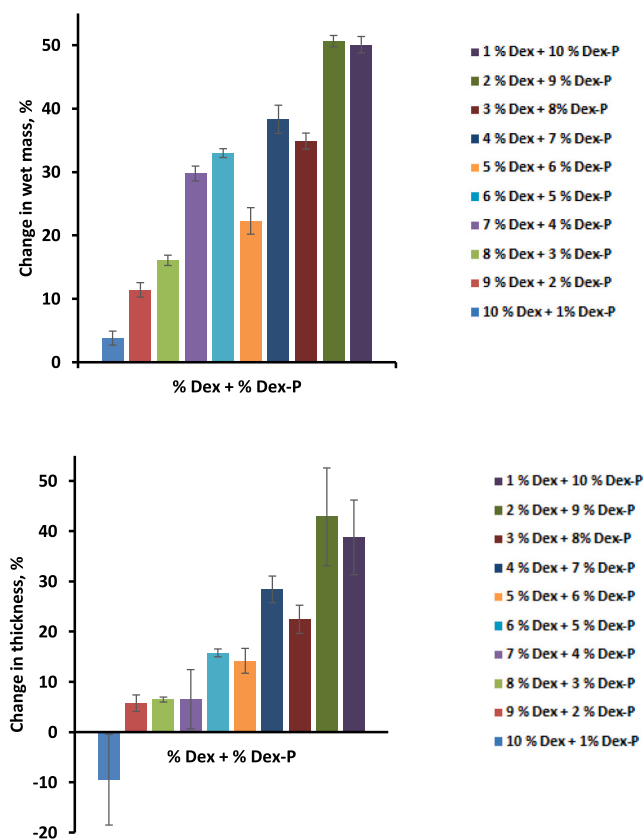 Change in wet mass, %
50
40
30
20
10
0
% Dex + % Dex-P
1 % Dex + 10 % Dex-P
2 % Dex + 9% Dex-P
3 % Dex + 8% Dex-P
4 % Dex + 7% Dex-P
5 % Dex + 6% Dex-P
6 % Dex + 5% Dex-P
7 % Dex + 4% Dex-P
8 % Dex + 3% Dex-P
9 % Dex + 2% Dex-P
10 % Dex + 1% Dex-P
Change in thickness, %
50
40
30
20
10
0
-10
-20
% Dex + % Dex-P
1 % Dex + 10 % Dex-P
2 % Dex + 9% Dex-P
3 % Dex + 8% Dex-P
4 % Dex + 7% Dex-P
5 % Dex + 6% Dex-P
6 % Dex + 5% Dex-P
7 % Dex + 4% Dex-P
8 % Dex + 3% Dex-P
9 % Dex + 2% Dex-P
10 % Dex + 1% Dex-P